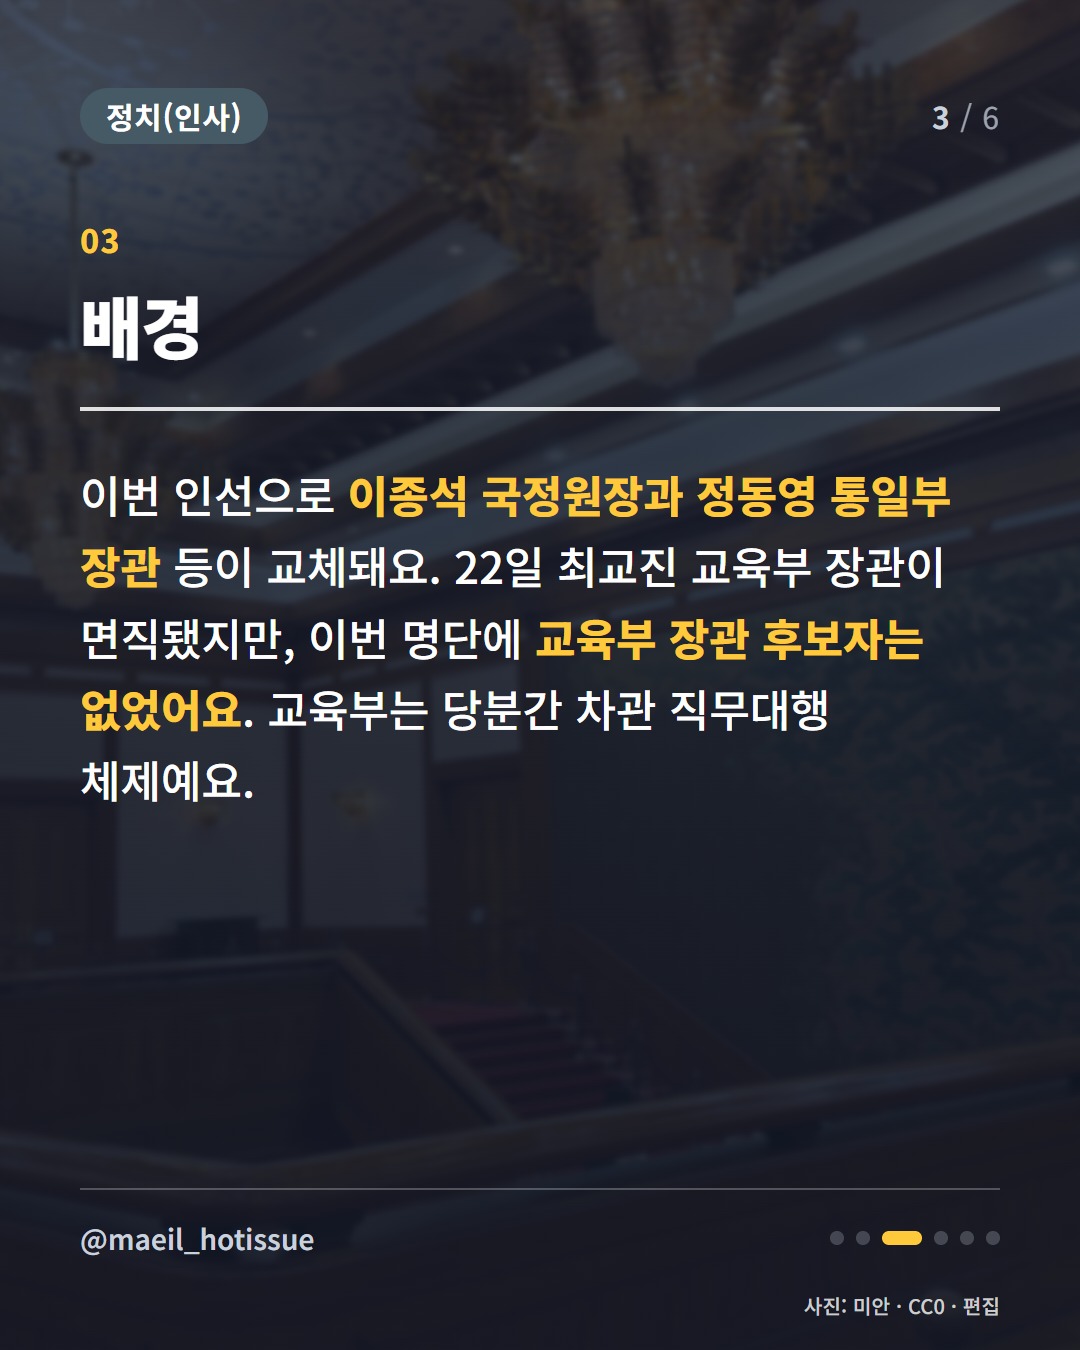 정치(인사)
3 / 6
03
배경
이번 인선으로 이종석 국정원장과 정동영 통일부
장관 등이 교체돼요. 22일 최교진 교육부 장관이
면직됐지만, 이번 명단에 교육부 장관 후보자는
없었어요. 교육부는 당분간 차관 직무대행
체제예요.
@maeil_hotissue
사진: 미안 · CC0 · 편집